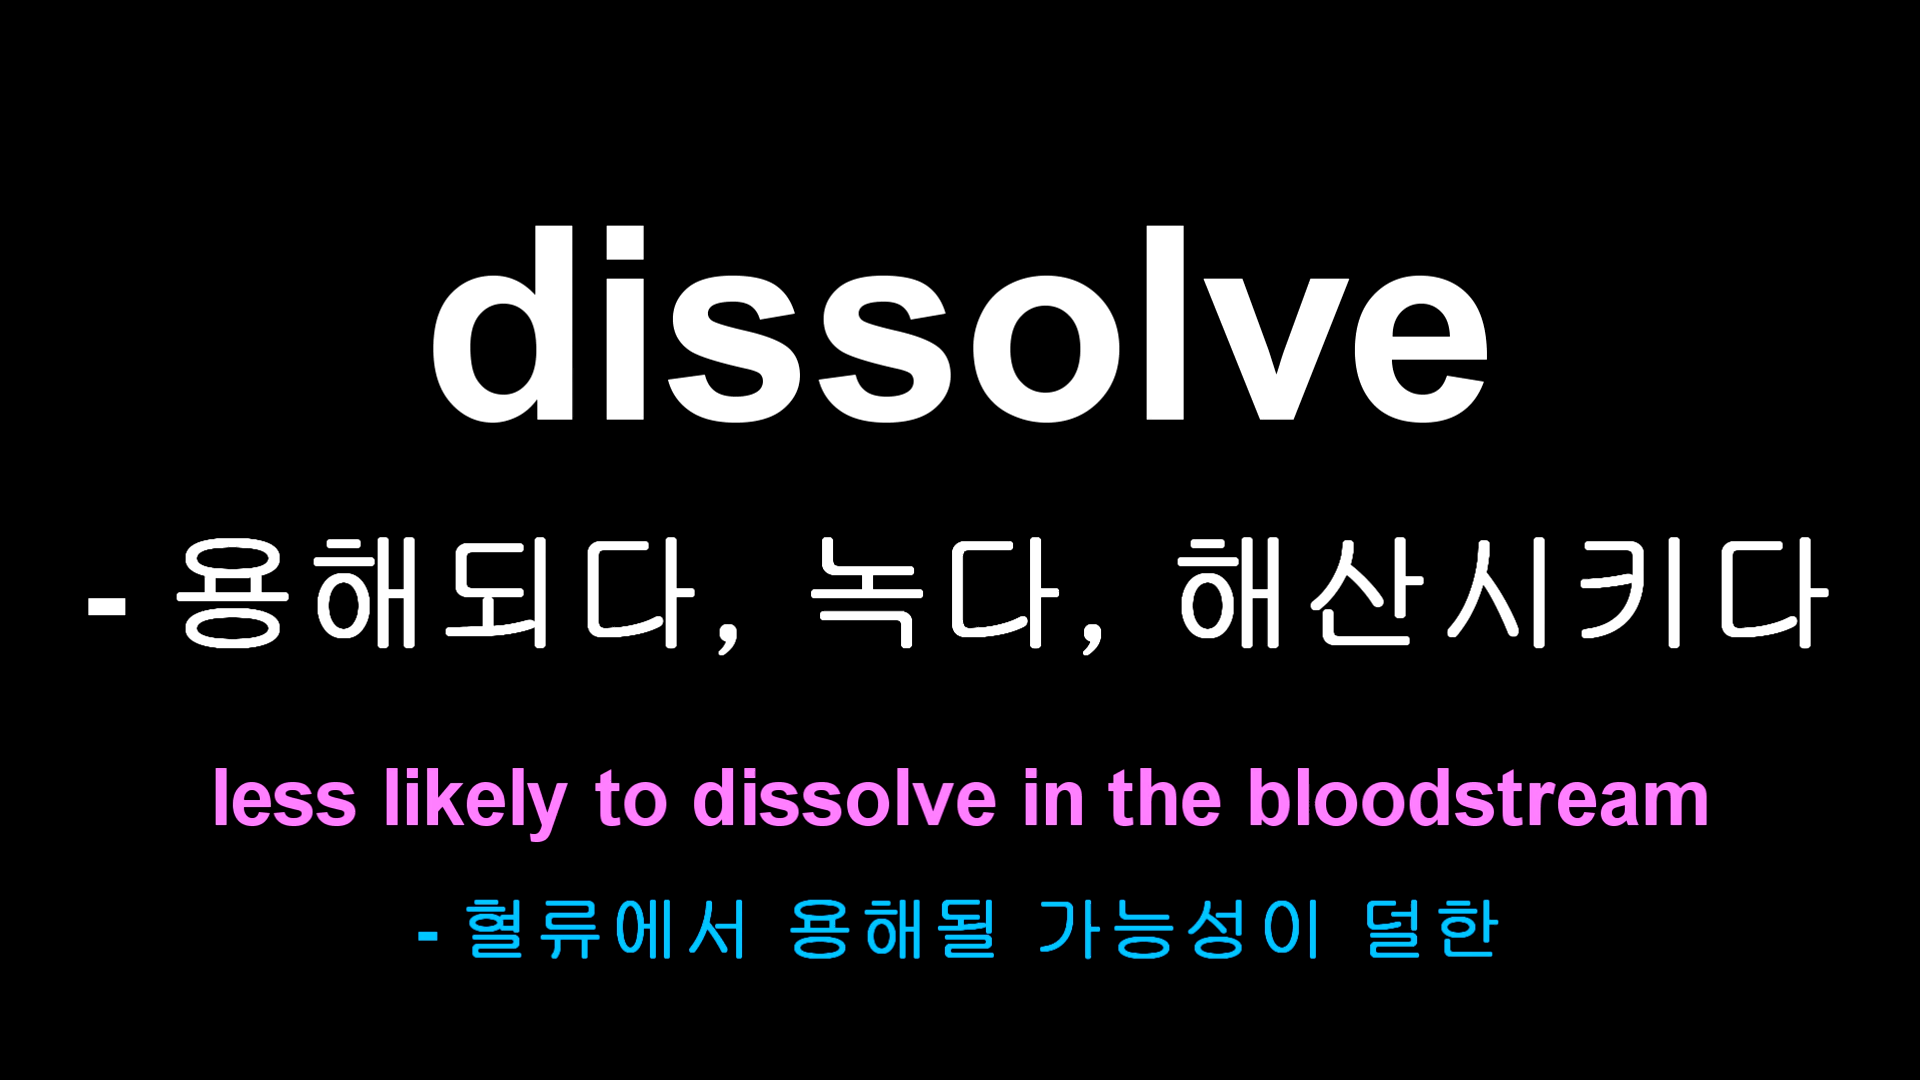 dissolve
- 용해되다, 녹다, 해산시키다
less likely to dissolve in the bloodstream
- 혈류에서 용해될 가능성이 덜한